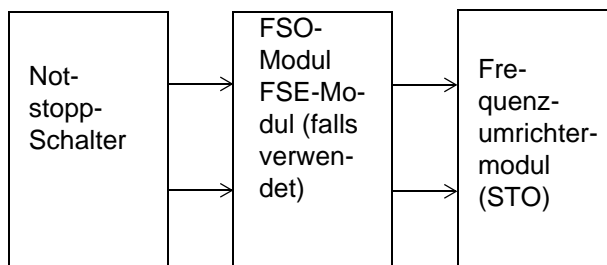 Not-
stopp-
Schalter
FSO-
Modul
FSE-Mo-
dul (falls
verwen-
det)
Fre-
quenz-
umrichter-
modul
(STO)